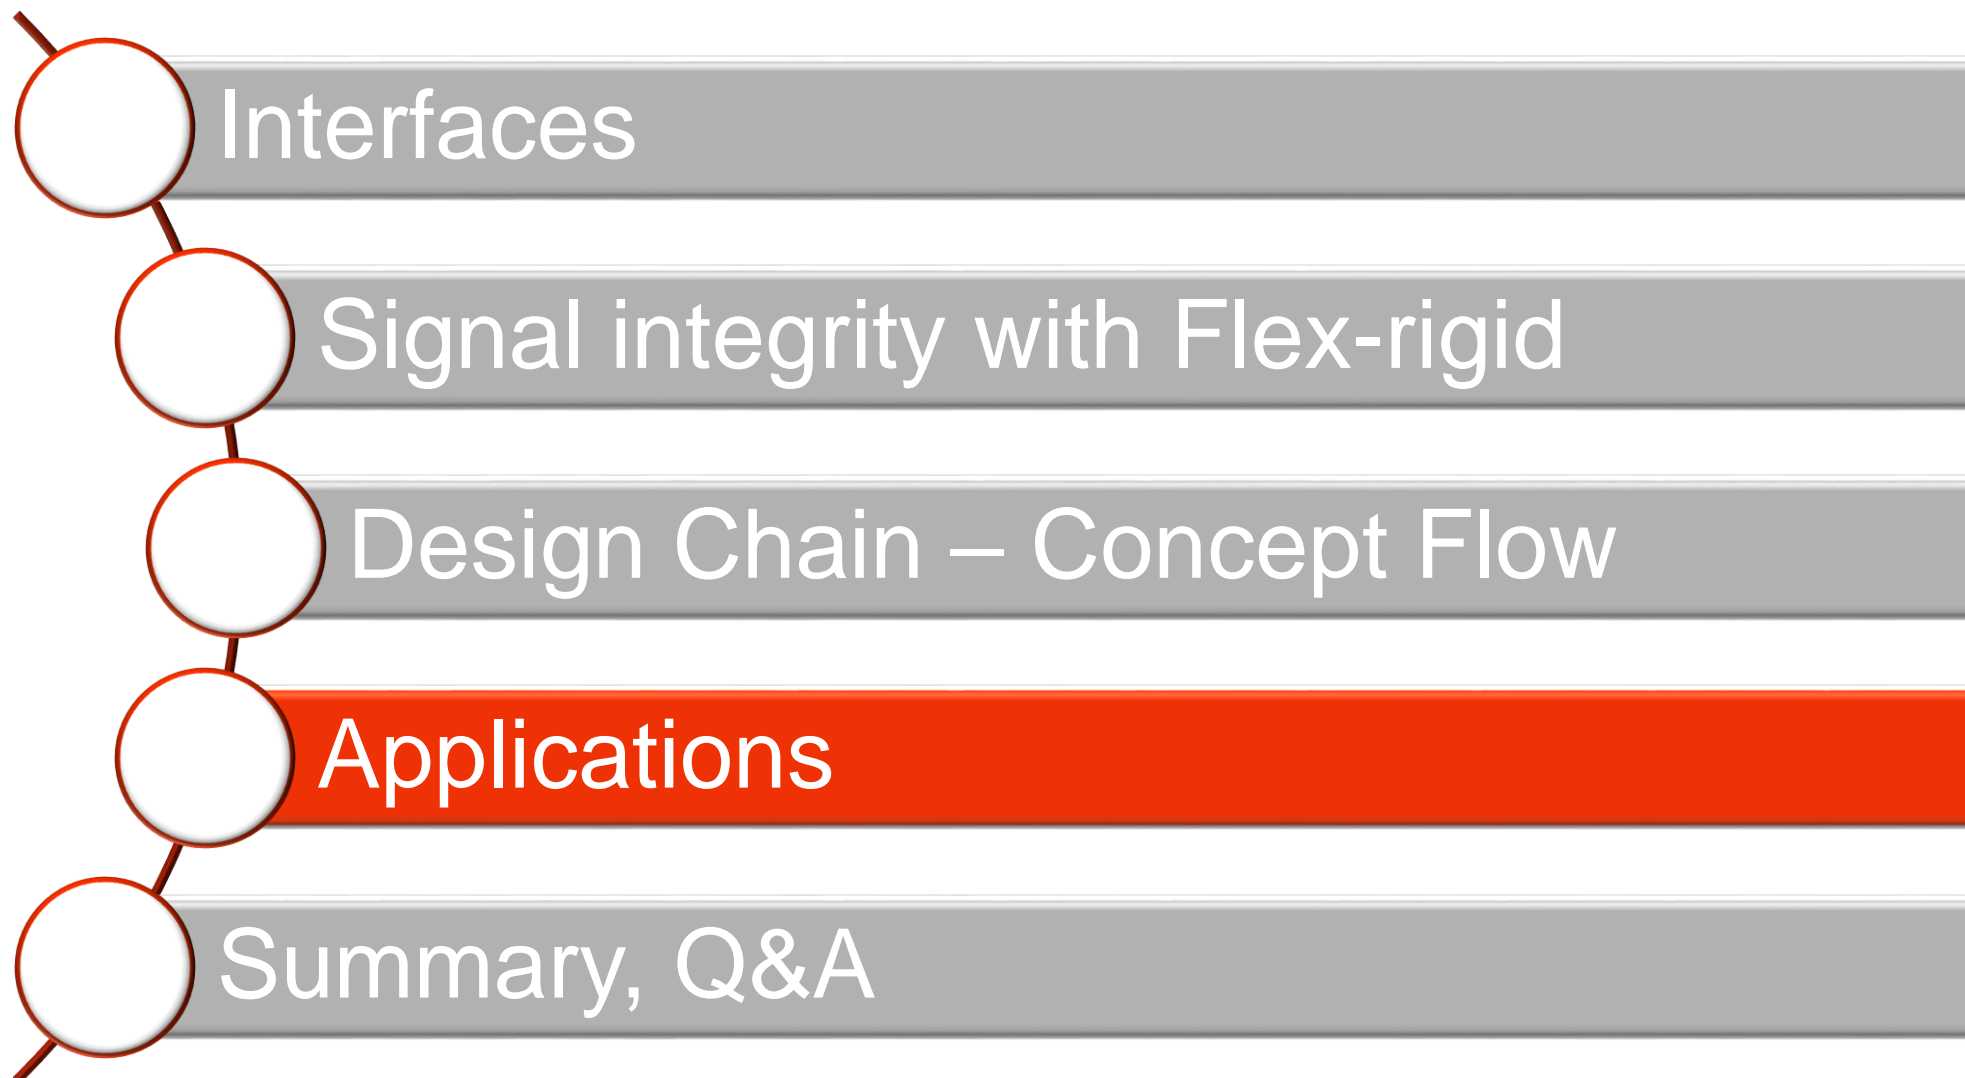 Interfaces
Signal integrity with Flex-rigid
Design Chain – Concept Flow
Applications
Summary, Q&A